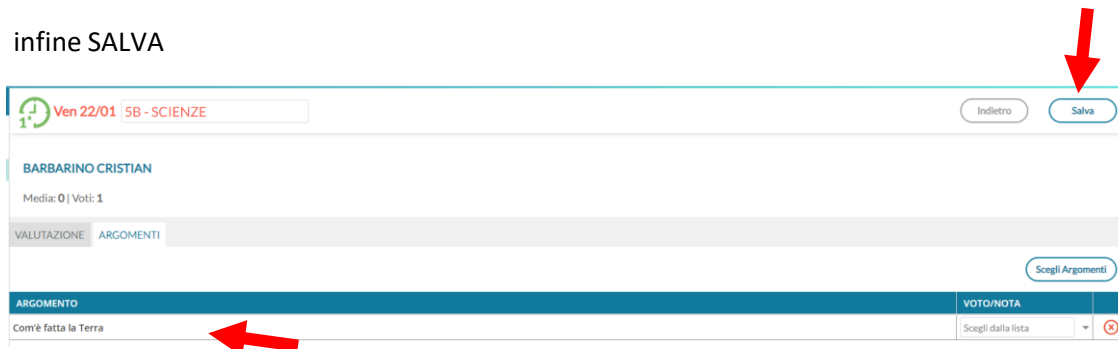 infine SALVA
1° Ven 22/01 5B - SCIENZE Indietro Salva
BARBARINO CRISTIAN
Media: 0 | Voti: 1
VALUTAZIONE ARGOMENTI
Scegli Argomenti
ARGOMENTO VOTO/NOTA
Com'è fatta la Terra Scegli dalla lista